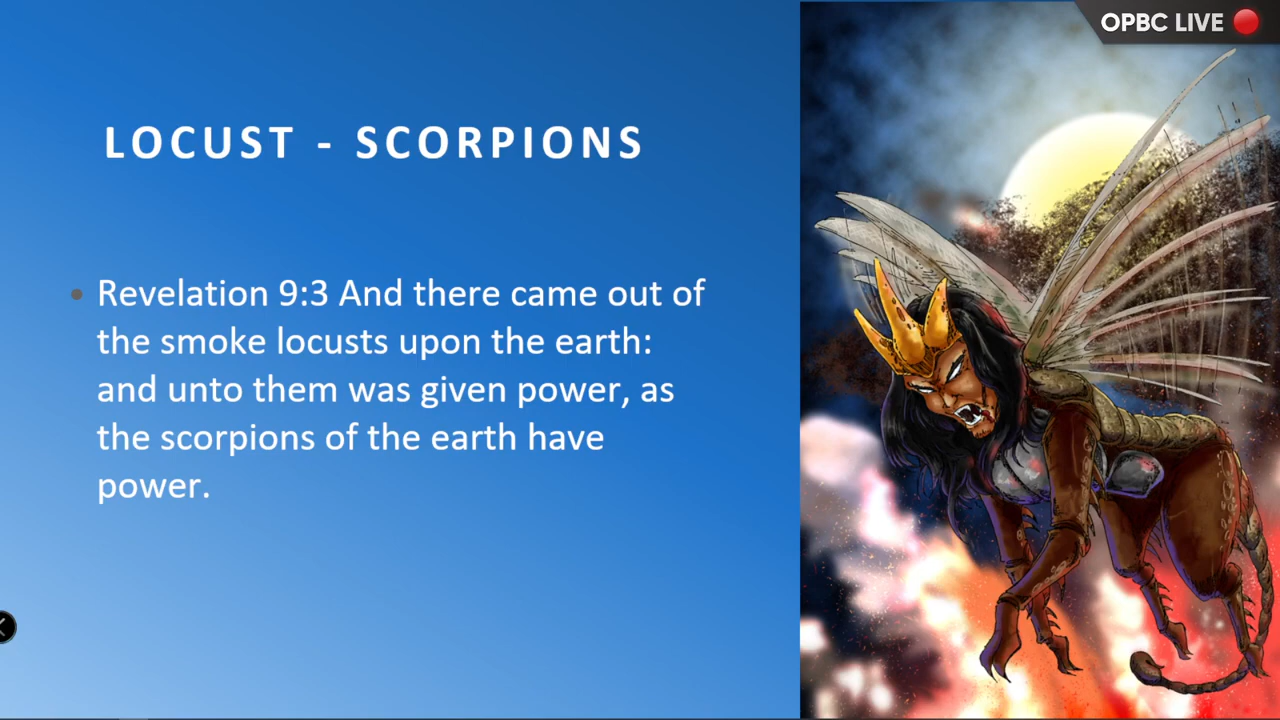 OPBC LIVE
LOCUST - SCORPIONS
• Revelation 9:3 And there came out of
the smoke locusts upon the earth:
and unto them was given power, as
the scorpions of the earth have
power.